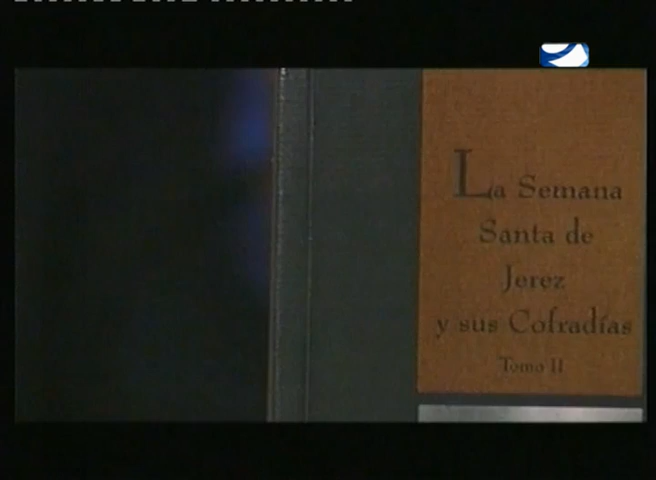 La Semana
Santa de
Jerez
y sus Cofradías
Tomo II